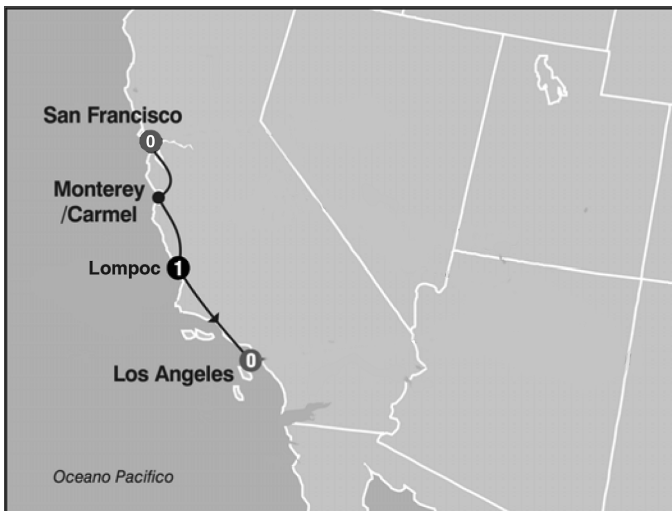 San Francisco
0
Monterey
/Carmel
Lompoc 1
0
Los Angeles
Oceano Pacifico